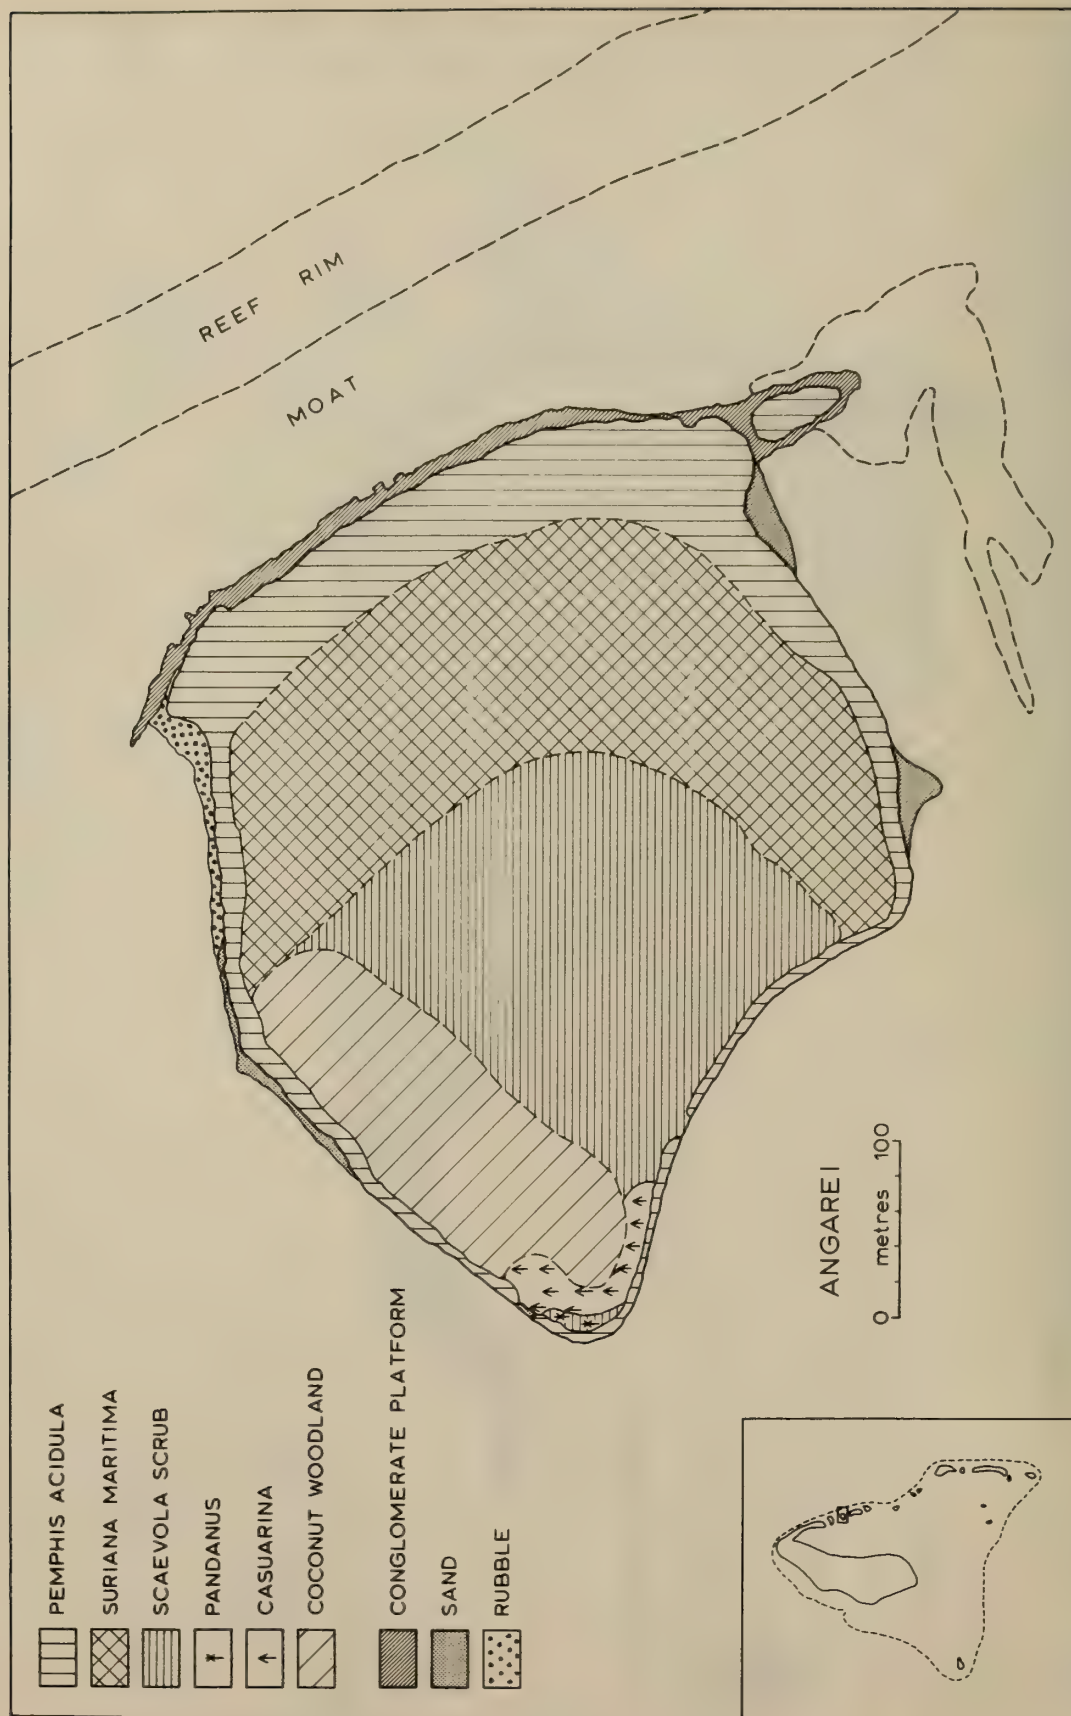 REEF RIM
MOAT
PEMPHIS ACIDULA
SURIANA MARITIMA
SCAEVOLA SCRUB
PANDANUS
CASUARINA
COCONUT WOODLAND
CONGLOMERATE PLATFORM
SAND
RUBBLE
ANGAREI
0 metres 100